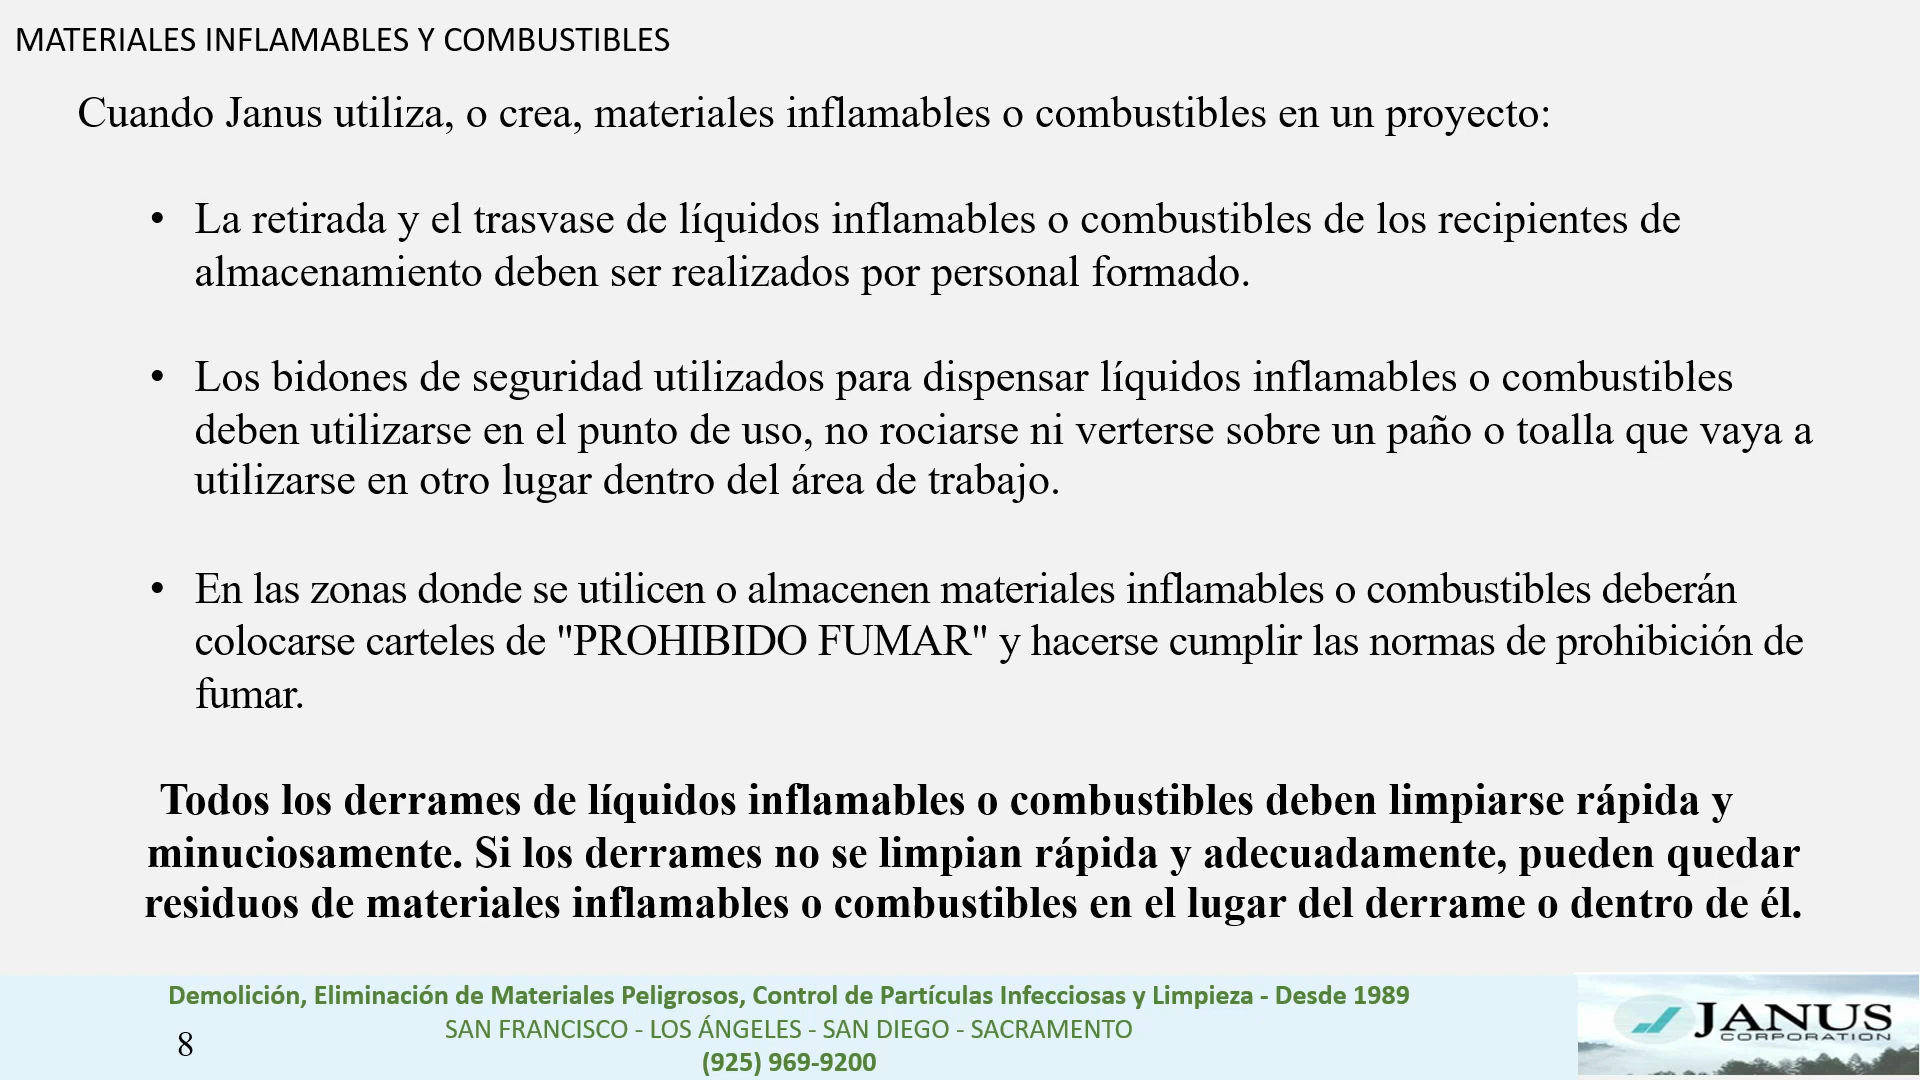 MATERIALES INFLAMABLES Y COMBUSTIBLES
Cuando Janus utiliza, o crea, materiales inflamables o combustibles en un proyecto:
• La retirada y el trasvase de líquidos inflamables o combustibles de los recipientes de
almacenamiento deben ser realizados por personal formado.
• Los bidones de seguridad utilizados para dispensar líquidos inflamables o combustibles
deben utilizarse en el punto de uso, no rociarse ni verterse sobre un paño o toalla que vaya a
utilizarse en otro lugar dentro del área de trabajo.
• En las zonas donde se utilicen o almacenen materiales inflamables o combustibles deberán
colocarse carteles de "PROHIBIDO FUMAR" y hacerse cumplir las normas de prohibición de
fumar.
Todos los derrames de líquidos inflamables o combustibles deben limpiarse rápida y
minuciosamente. Si los derrames no se limpian rápida y adecuadamente, pueden quedar
residuos de materiales inflamables o combustibles en el lugar del derrame o dentro de él.
Demolición, Eliminación de Materiales Peligrosos, Control de Partículas Infecciosas y Limpieza - Desde 1989
SAN FRANCISCO - LOS ÁNGELES - SAN DIEGO - SACRAMENTO
(925) 969-9200
8
JANUS
CORPORATION